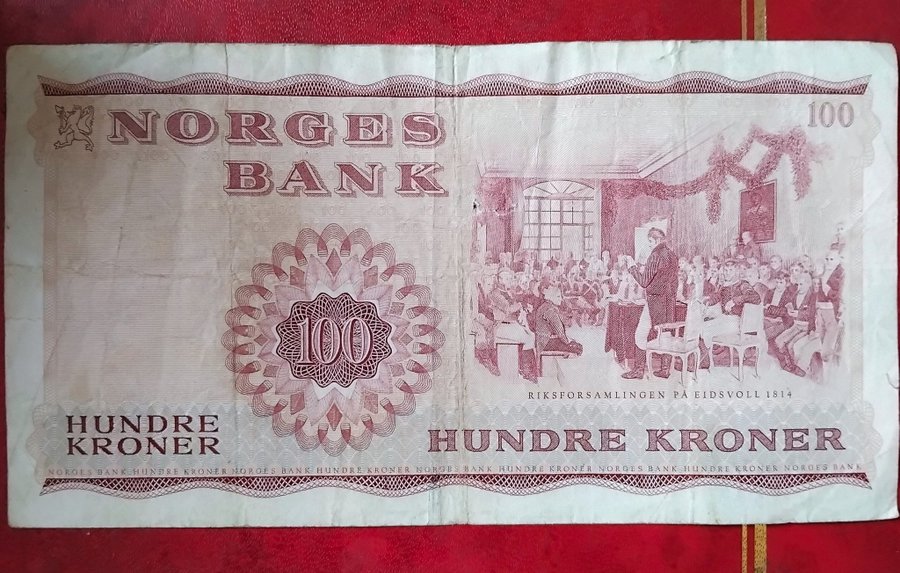 NORGES
BANK
100
100
RIKSFORSAMLINGEN PÅ EIDSVOLL 1814
HUNDRE
KRONER
HUNDRE KRONER
NORGES BANK HUNDRE KRONER NORGES BANK HUNDRE KRONER NORGES BANK HUNDRE KRONER NORGES BANK HUNDRE KRONER NORGES BANK